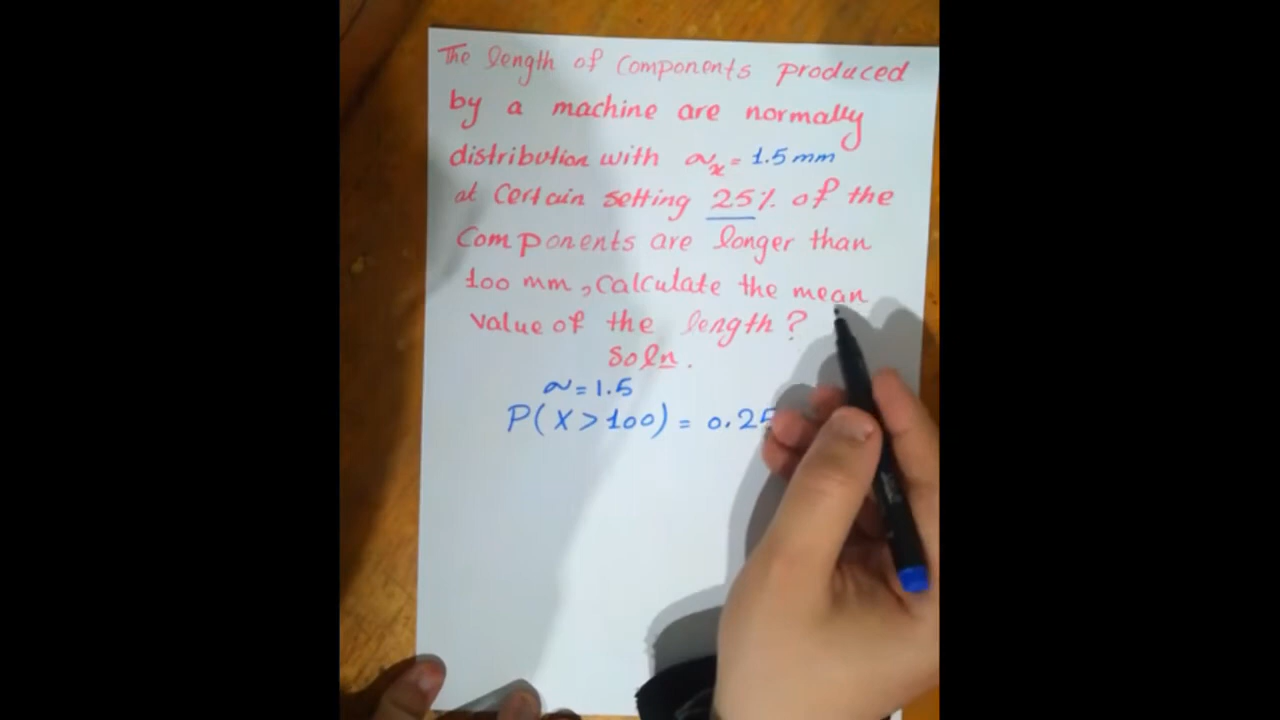 The length of components produced
by a machine are normally
distribution with σx = 1.5 mm
at certain setting 25% of the
components are longer than
100 mm, calculate the mean
value of the length?
soln.
σ = 1.5
P(X > 100) = 0.25